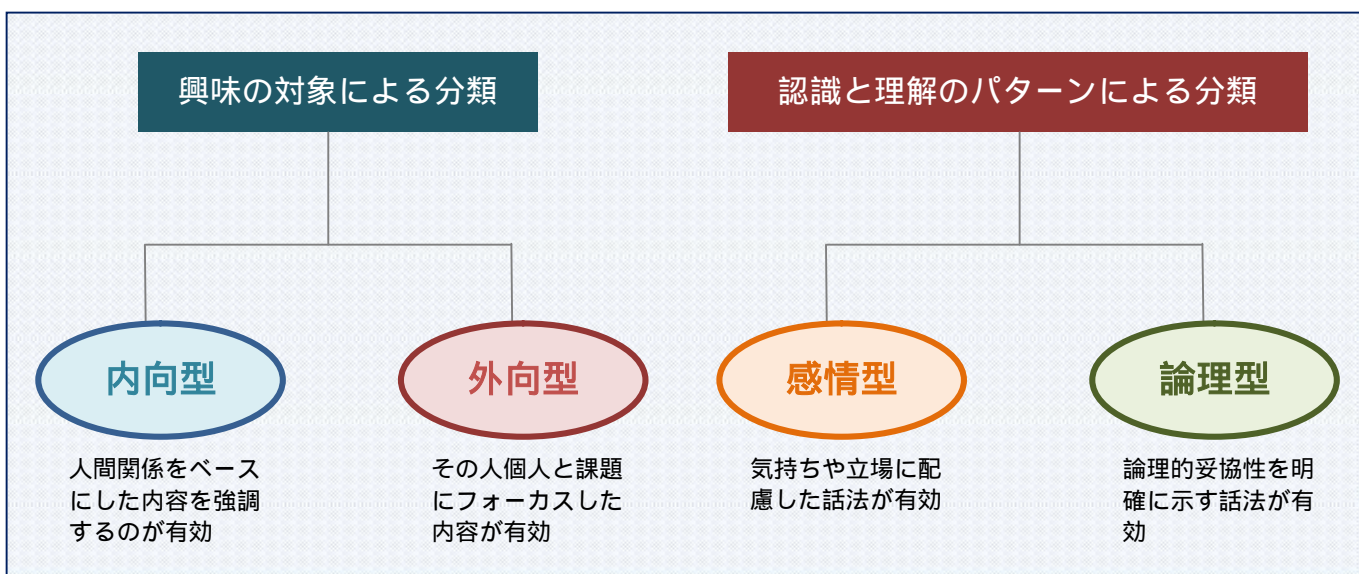 興味の対象による分類
認識と理解のパターンによる分類
内向型
外向型
感情型
論理型
人間関係をベース
にした内容を強調
するのが有効
その人個人と課題
にフォーカスした
内容が有効
気持ちや立場に配
慮した話法が有効
論理的妥協性を明
確に示す話法が有
効